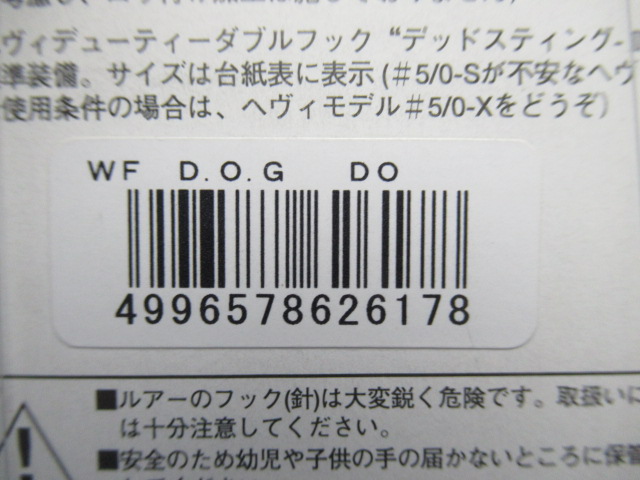 ヴィデューティーダブルフック“デッドスティング-
準装備。サイズは台紙表に表示(#5/0-Sが不安なヘヴ
使用条件の場合は、ヘヴィモデル#5/0-Xをどうぞ)
WF D.O.G DO
4996578626178
■ルアーのフック(針)は大変鋭く危険です。取扱いに
は十分注意してください。
■安全のため幼児や子供の手の届かないところに保管